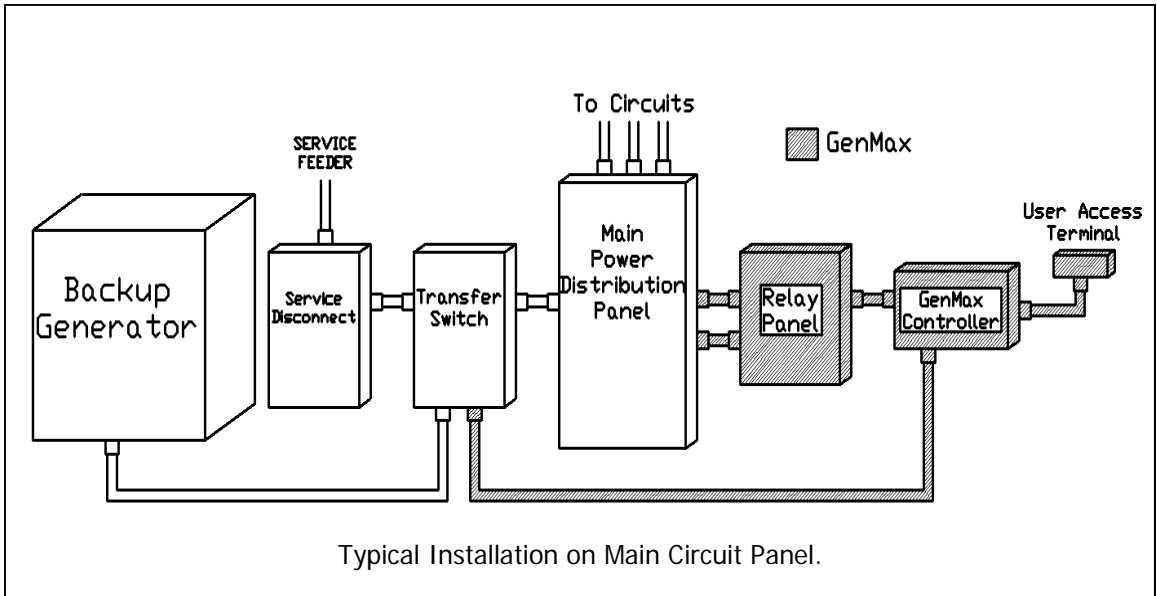 To Circuits
GenMax
SERVICE
FEEDER
User Access
Terminal
Backup
Generator
Service
Disconnect
Transfer
Switch
Main
Power
Distribution
Panel
Relay
Panel
GenMax
Controller
Typical Installation on Main Circuit Panel.